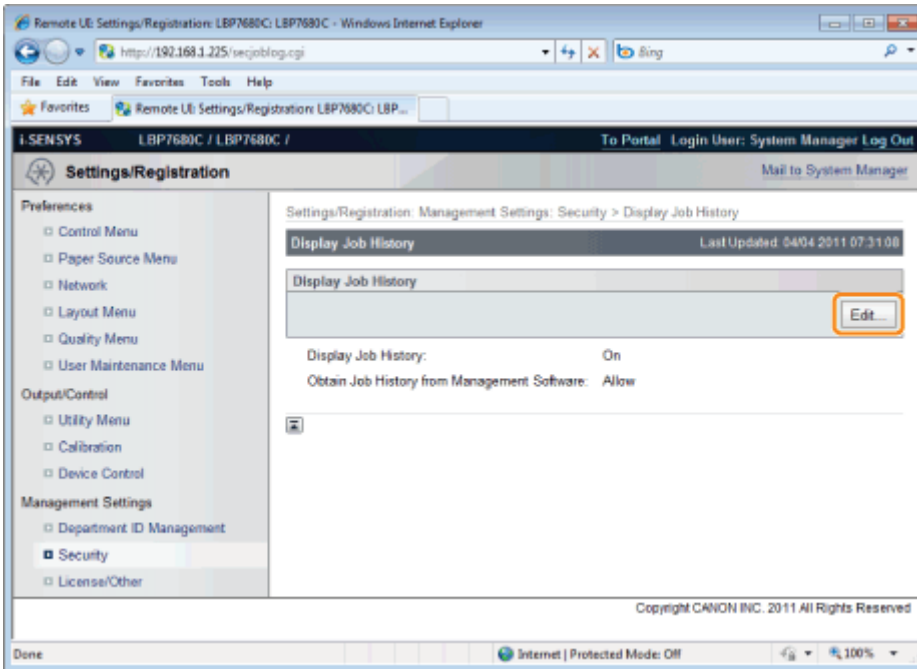 Remote UI: Settings/Registration: LBP7680C: LBP7680C - Windows Internet Explorer
http://192.168.1.225/secjoblog.cgi
Bing
File Edit View Favorites Tools Help
Favorites Remote UI: Settings/Registration: LBP7680C: LBP...
i-SENSYS LBP7680C / LBP7680C / To Portal Login User: System Manager Log Out
Settings/Registration Mail to System Manager
Preferences
Control Menu
Paper Source Menu
Network
Layout Menu
Quality Menu
User Maintenance Menu
Output/Control
Utility Menu
Calibration
Device Control
Management Settings
Department ID Management
Security
License/Other
Settings/Registration: Management Settings: Security > Display Job History
Display Job History Last Updated: 04/04 2011 07:31:08
Display Job History
Edit...
Display Job History: On
Obtain Job History from Management Software: Allow
Copyright CANON INC. 2011 All Rights Reserved
Done Internet | Protected Mode: Off 100%